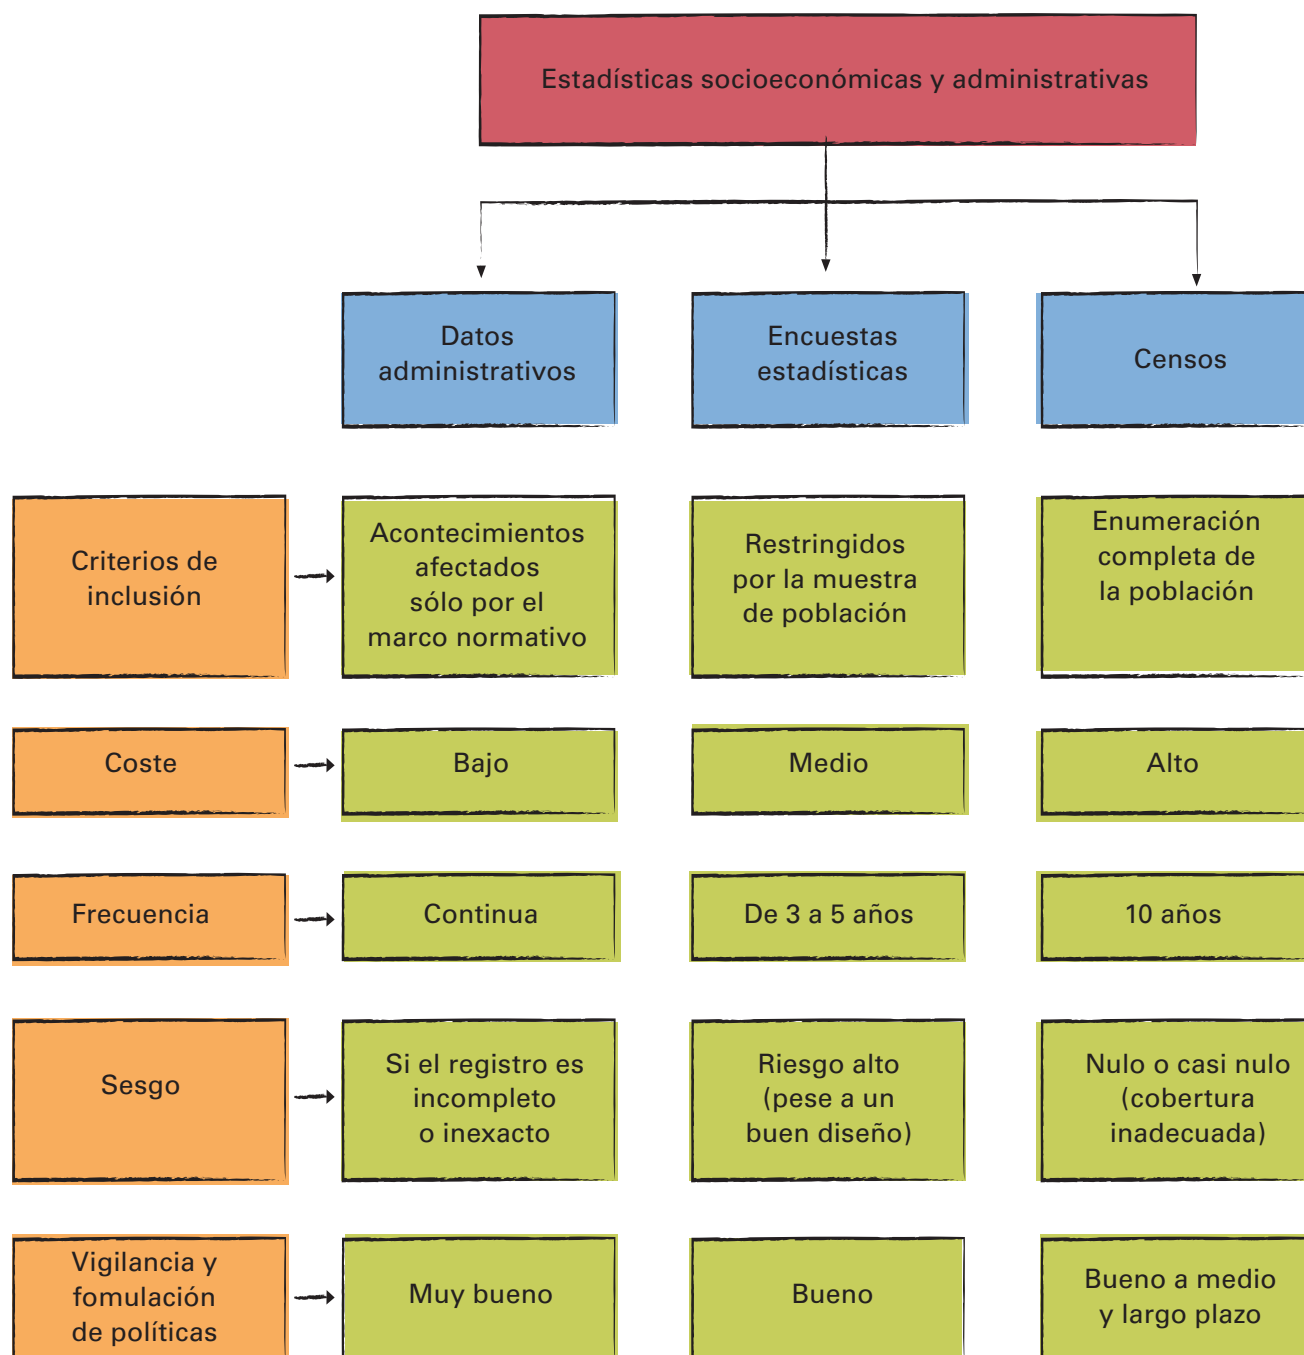 Estadísticas socioeconómicas y administrativas
Datos
administrativos
Encuestas
estadísticas
Censos
Criterios de
inclusión
Acontecimientos
afectados
sólo por el
marco normativo
Restringidos
por la muestra
de población
Enumeración
completa de
la población
Coste
Bajo
Medio
Alto
Frecuencia
Continua
De 3 a 5 años
10 años
Sesgo
Si el registro es
incompleto
o inexacto
Riesgo alto
(pese a un
buen diseño)
Nulo o casi nulo
(cobertura
inadecuada)
Vigilancia y
fomulación
de políticas
Muy bueno
Bueno
Bueno a medio
y largo plazo